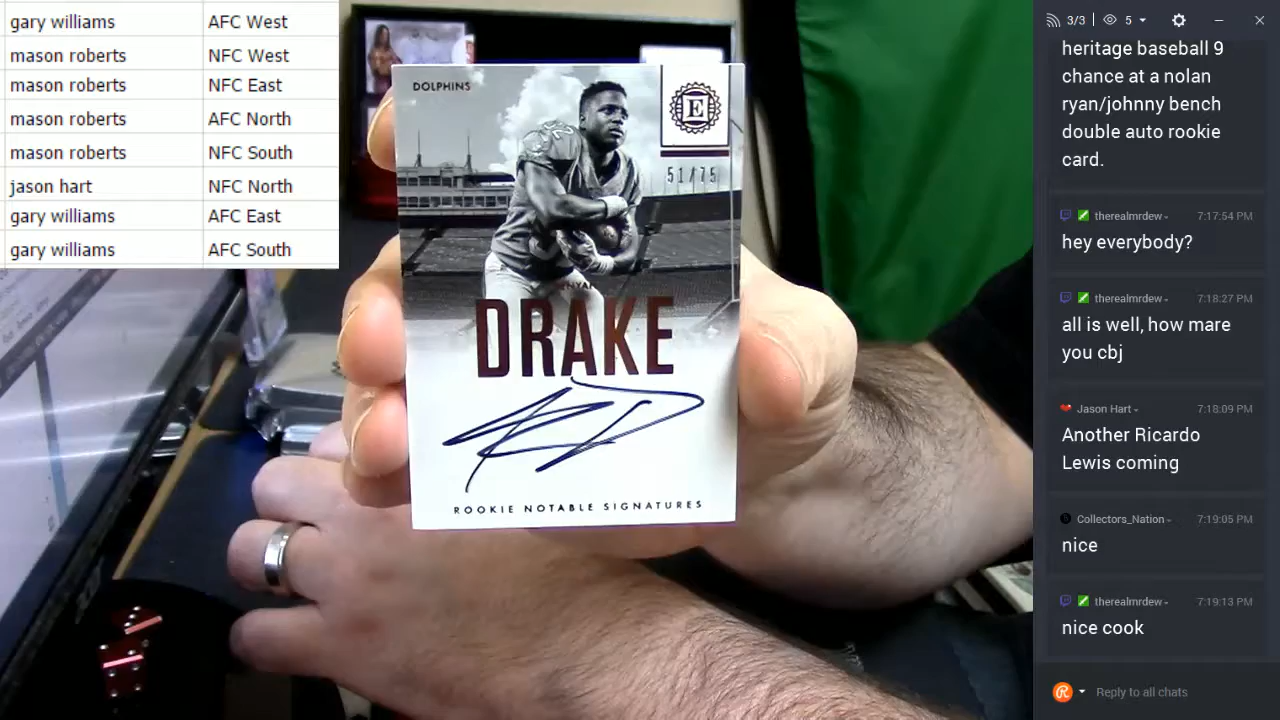 gary williams AFC West
mason roberts NFC West
mason roberts NFC East
mason roberts AFC North
mason roberts NFC South
jason hart NFC North
gary williams AFC East
gary williams AFC South
DOLPHINS
E
51/75
DRAKE
ROOKIE NOTABLE SIGNATURES
3/3
5
heritage baseball 9
chance at a nolan
ryan/johnny bench
double auto rookie
card.
therealmrdew 7:17:54 PM
hey everybody?
therealmrdew 7:18:27 PM
all is well, how mare
you cbj
Jason Hart 7:18:09 PM
Another Ricardo
Lewis coming
Collectors_Nation 7:19:05 PM
nice
therealmrdew 7:19:13 PM
nice cook
Reply to all chats